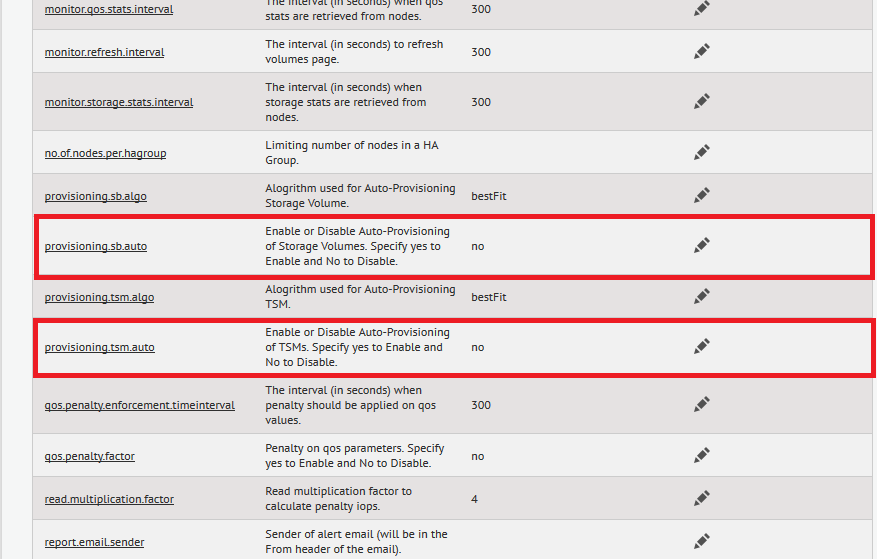 monitor.qos.stats.interval
The interval (in seconds) when qos
stats are retrieved from nodes.
300
monitor.refresh.interval
The interval (in seconds) to refresh
volumes page.
300
monitor.storage.stats.interval
The interval (in seconds) when
storage stats are retrieved from
nodes.
300
no.of.nodes.per.hagroup
Limiting number of nodes in a HA
Group.
provisioning.sb.algo
Alogrithm used for Auto-Provisioning
Storage Volume.
bestFit
provisioning.sb.auto
Enable or Disable Auto-Provisioning
of Storage Volumes. Specify yes to
Enable and No to Disable.
no
provisioning.tsm.algo
Alogrithm used for Auto-Provisioning
TSM.
bestFit
provisioning.tsm.auto
Enable or Disable Auto-Provisioning
of TSMs. Specify yes to Enable and
No to Disable.
no
qos.penalty.enforcement.timeinterval
The interval (in seconds) when
penalty should be applied on qos
values.
300
qos.penalty.factor
Penalty on qos parameters. Specify
yes to Enable and No to Disable.
no
read.multiplication.factor
Read multiplication factor to
calculate penalty iops.
4
report.email.sender
Sender of alert email (will be in the
From header of the email).